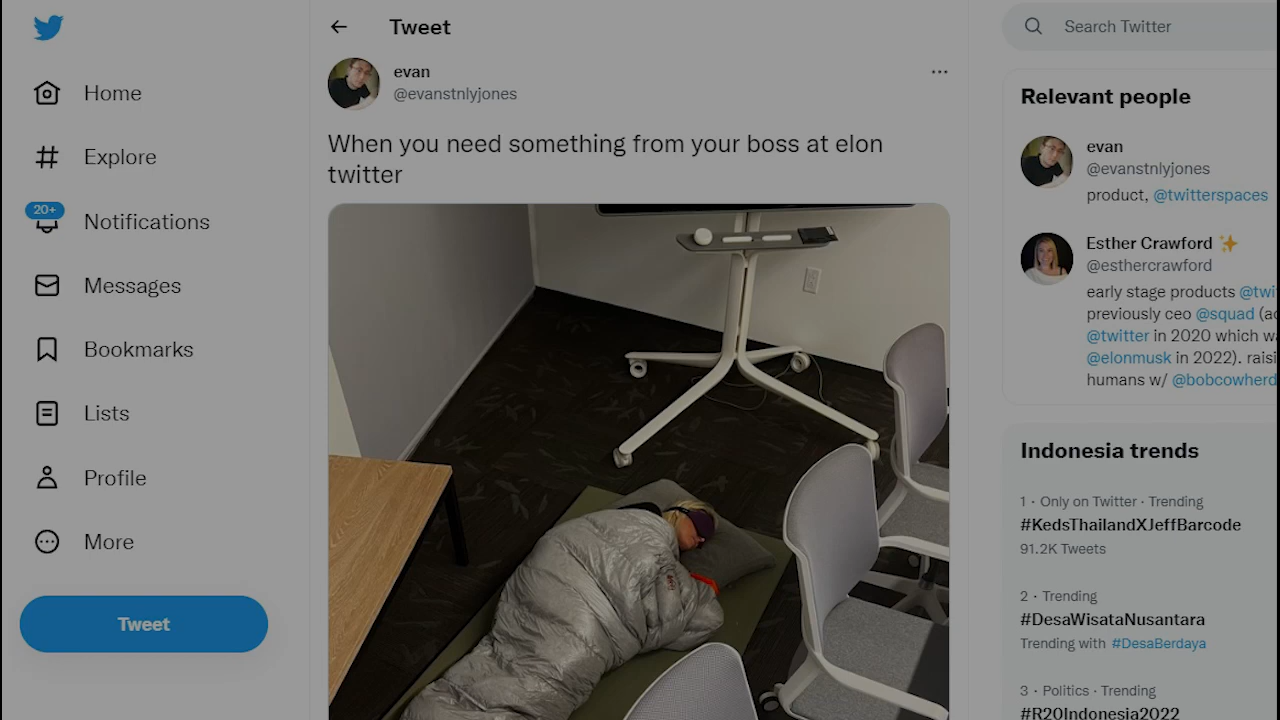 Tweet
Search Twitter
evan
@evanstnlyjones
When you need something from your boss at elon
twitter
Home
Explore
20+
Notifications
Messages
Bookmarks
Lists
Profile
More
Tweet
Relevant people
evan
@evanstnlyjones
product, @twitterspaces
Esther Crawford ✨
@esthercrawford
early stage products @twi
previously ceo @squad (ac
@twitter in 2020 which wa
@elonmusk in 2022). raisi
humans w/ @bobcowherd
Indonesia trends
1 · Only on Twitter · Trending
#KedsThailandXJeffBarcode
91.2K Tweets
2 · Trending
#DesaWisataNusantara
Trending with #DesaBerdaya
3 · Politics · Trending
#R20Indonesia2022